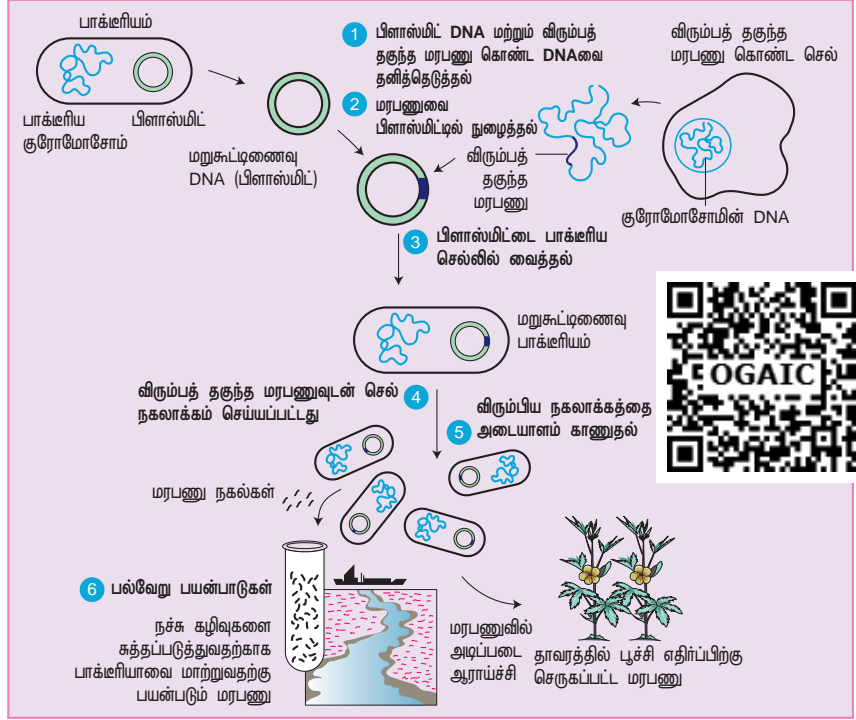 பாக்டீரியம்
பாக்டீரிய
குரோமோசோம்
பிளாஸ்மிட்
1 பிளாஸ்மிட் DNA மற்றும் விரும்பத்
தகுந்த மரபணு கொண்ட DNAவை
தனித்தெடுத்தல்
விரும்பத் தகுந்த
மரபணு கொண்ட செல்
2 மரபணுவை
பிளாஸ்மிட்டில் நுழைத்தல்
மறுகூட்டிணைவு
DNA (பிளாஸ்மிட்)
விரும்பத்
தகுந்த
மரபணு
குரோமோசோமின் DNA
3 பிளாஸ்மிட்டை பாக்டீரிய
செல்லில் வைத்தல்
மறுகூட்டிணைவு
பாக்டீரியம்
OGAIC
விரும்பத் தகுந்த மரபணுவுடன் செல்
நகலாக்கம் செய்யப்பட்டது
4
5 விரும்பிய நகலாக்கத்தை
அடையாளம் காணுதல்
மரபணு நகல்கள்
6 பல்வேறு பயன்பாடுகள்
நச்சு கழிவுகளை
சுத்தப்படுத்துவதற்காக
பாக்டீரியாவை மாற்றுவதற்கு
பயன்படும் மரபணு
மரபணுவில்
அடிப்படை
ஆராய்ச்சி
தாவரத்தில் பூச்சி எதிர்ப்பிற்கு
செருகப்பட்ட மரபணு